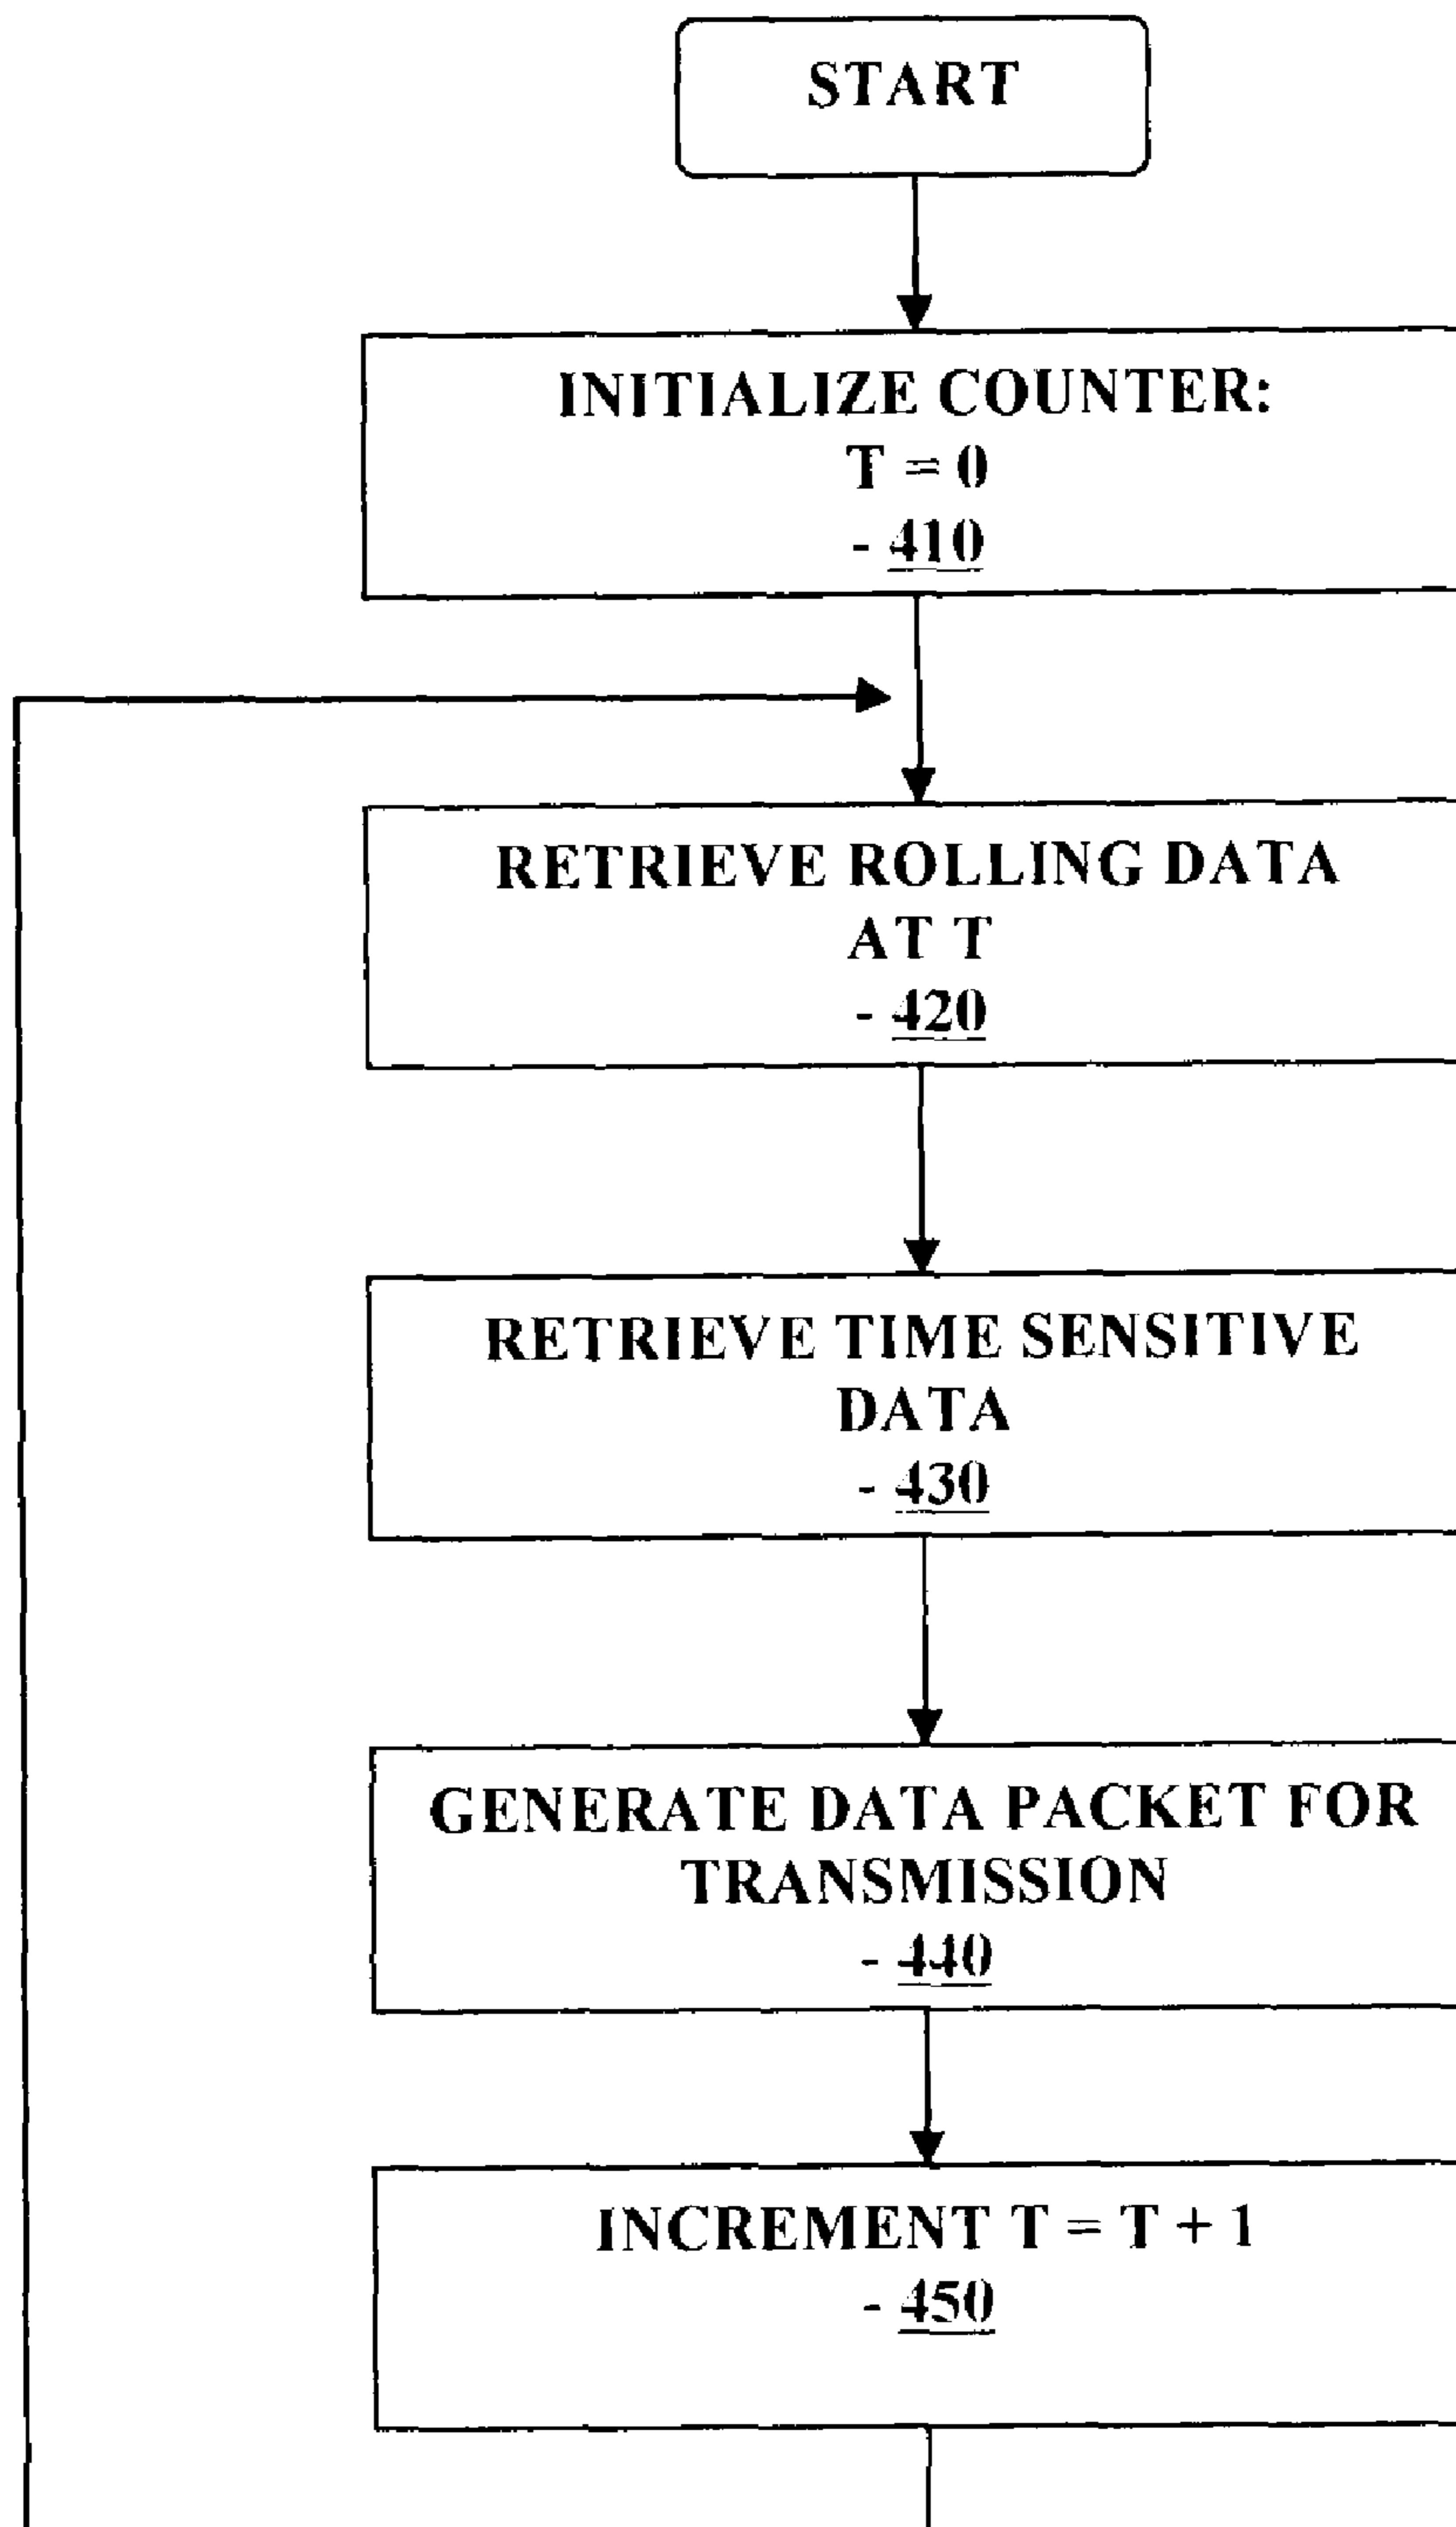 START
INITIALIZE COUNTER:
T = 0
- 410
RETRIEVE ROLLING DATA
AT T
- 420
RETRIEVE TIME SENSITIVE
DATA
- 430
GENERATE DATA PACKET FOR
TRANSMISSION
- 440
INCREMENT T = T + 1
- 450